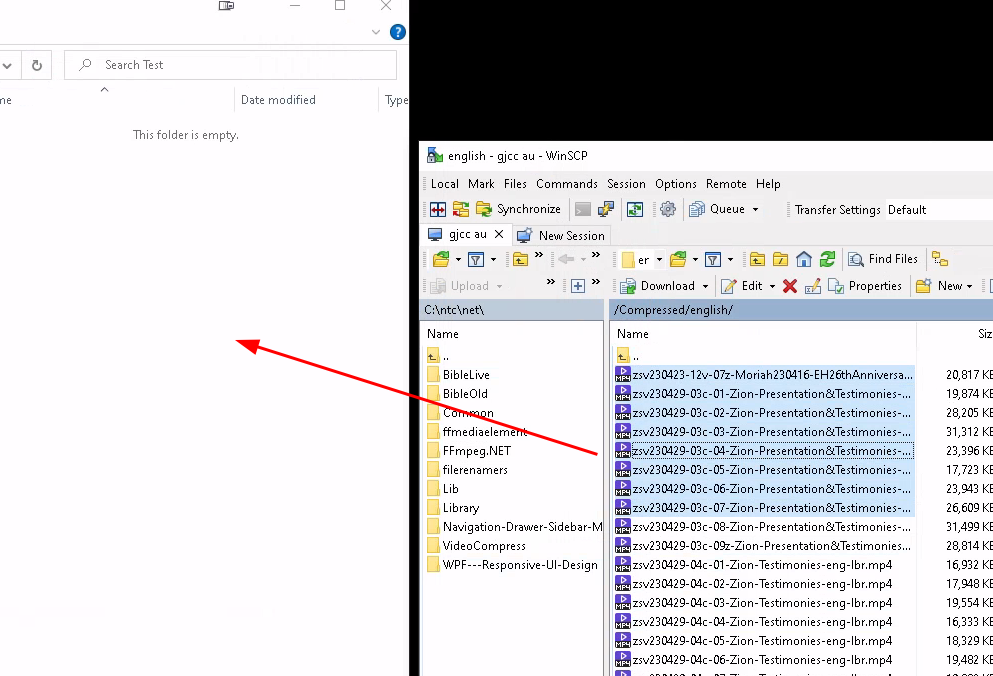 ?
Search Test
me
Date modified
Type
This folder is empty.
english - gjcc au - WinSCP
Local Mark Files Commands Session Options Remote Help
Synchronize
Queue
Transfer Settings Default
gjcc au
New Session
er
Find Files
Upload
Download
Edit
Properties
New
C:\ntc\net\
Name
..
BibleLive
BibleOld
Common
ffmediaelement
FFmpeg.NET
filerenamers
Lib
Library
Navigation-Drawer-Sidebar-M
VideoCompress
WPF---Responsive-UI-Design
/Compressed/english/
Name Siz
..
zsv230423-12v-07z-Moriah230416-EH26thAnniversa... 20,817 KE
zsv230429-03c-01-Zion-Presentation&Testimonies-... 19,874 KE
zsv230429-03c-02-Zion-Presentation&Testimonies-... 28,205 KE
zsv230429-03c-03-Zion-Presentation&Testimonies-... 31,312 KE
zsv230429-03c-04-Zion-Presentation&Testimonies-... 23,396 KE
zsv230429-03c-05-Zion-Presentation&Testimonies-... 17,723 KE
zsv230429-03c-06-Zion-Presentation&Testimonies-... 23,943 KE
zsv230429-03c-07-Zion-Presentation&Testimonies-... 26,609 KE
zsv230429-03c-08-Zion-Presentation&Testimonies-... 31,499 KE
zsv230429-03c-09z-Zion-Presentation&Testimonies... 28,814 KE
zsv230429-04c-01-Zion-Testimonies-eng-lbr.mp4 16,932 KE
zsv230429-04c-02-Zion-Testimonies-eng-lbr.mp4 17,948 KE
zsv230429-04c-03-Zion-Testimonies-eng-lbr.mp4 19,554 KE
zsv230429-04c-04-Zion-Testimonies-eng-lbr.mp4 16,333 KE
zsv230429-04c-05-Zion-Testimonies-eng-lbr.mp4 18,329 KE
zsv230429-04c-06-Zion-Testimonies-eng-lbr.mp4 19,482 KE